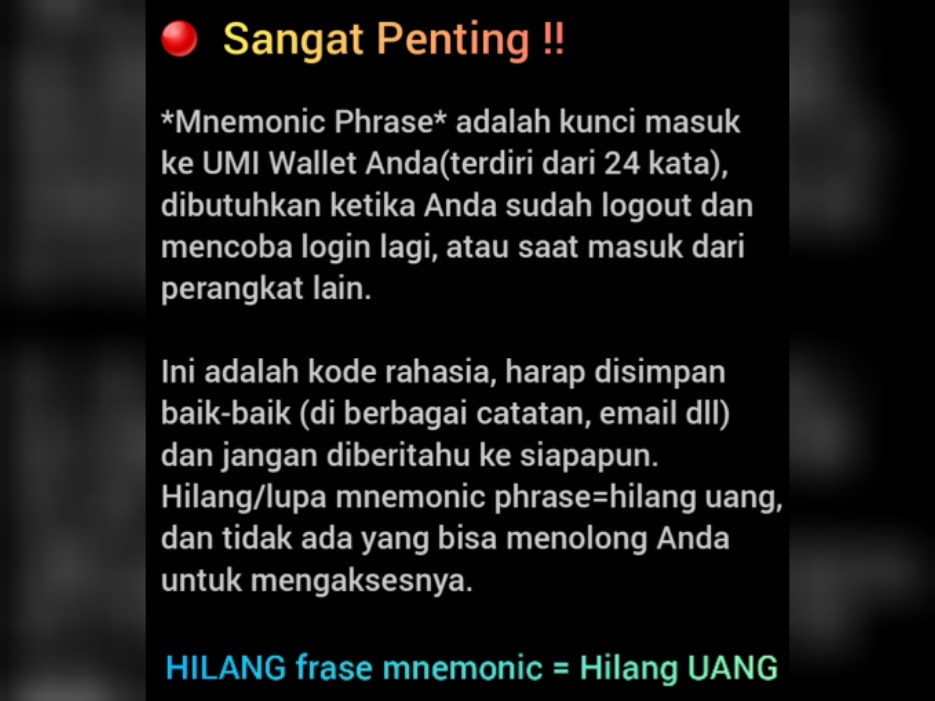 Sangat Penting !!
*Mnemonic Phrase* adalah kunci masuk
ke UMI Wallet Anda(terdiri dari 24 kata),
dibutuhkan ketika Anda sudah logout dan
mencoba login lagi, atau saat masuk dari
perangkat lain.
Ini adalah kode rahasia, harap disimpan
baik-baik (di berbagai catatan, email dll)
dan jangan diberitahu ke siapapun.
Hilang/lupa mnemonic phrase=hilang uang,
dan tidak ada yang bisa menolong Anda
untuk mengaksesnya.
HILANG frase mnemonic = Hilang UANG